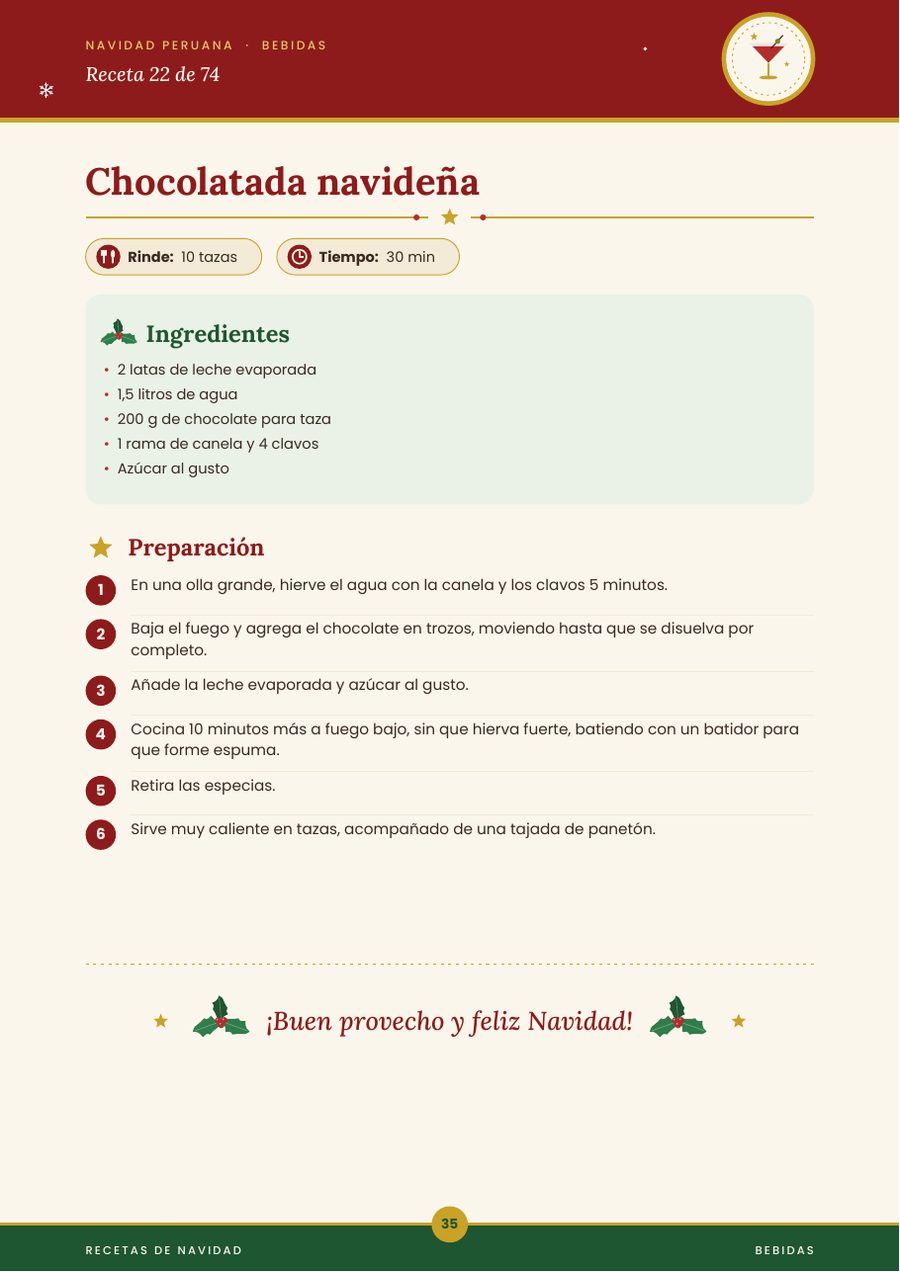 NAVIDAD PERUANA · BEBIDAS
Receta 22 de 74
Chocolatada navideña
Rinde: 10 tazas
Tiempo: 30 min
Ingredientes
• 2 latas de leche evaporada
• 1,5 litros de agua
• 200 g de chocolate para taza
• 1 rama de canela y 4 clavos
• Azúcar al gusto
Preparación
1 En una olla grande, hierve el agua con la canela y los clavos 5 minutos.
2 Baja el fuego y agrega el chocolate en trozos, moviendo hasta que se disuelva por
completo.
3 Añade la leche evaporada y azúcar al gusto.
4 Cocina 10 minutos más a fuego bajo, sin que hierva fuerte, batiendo con un batidor para
que forme espuma.
5 Retira las especias.
6 Sirve muy caliente en tazas, acompañado de una tajada de panetón.
¡Buen provecho y feliz Navidad!
35
RECETAS DE NAVIDAD
BEBIDAS